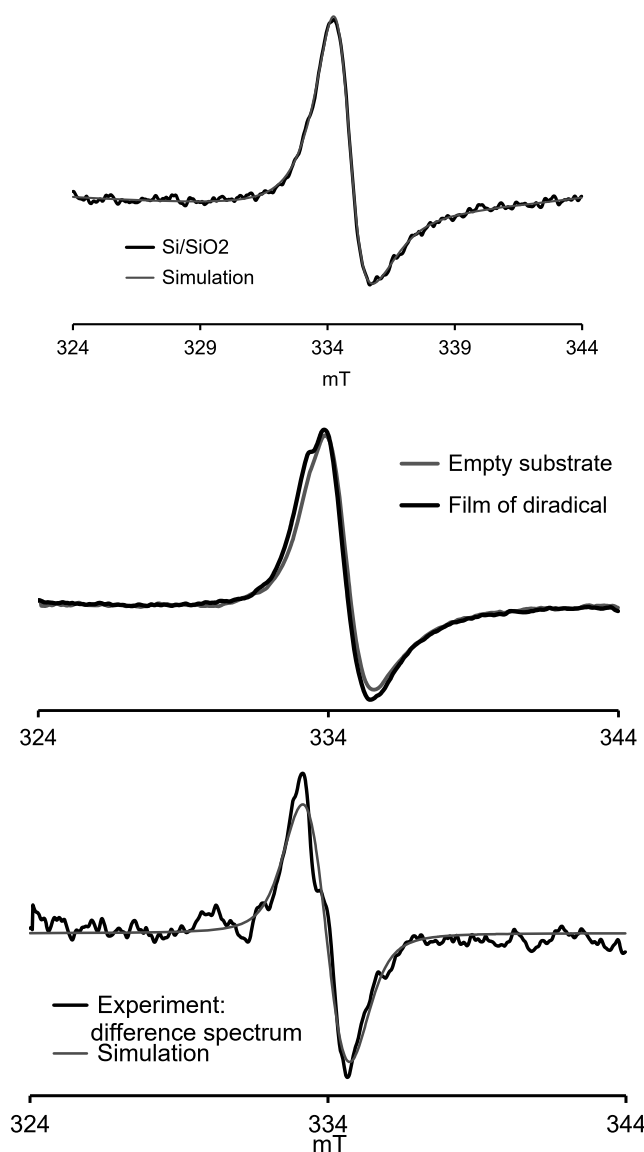 Si/SiO2
Simulation
324 329 334 339 344
mT
Empty substrate
Film of diradical
324 334 344
Experiment:
difference spectrum
Simulation
324 334 344
mT